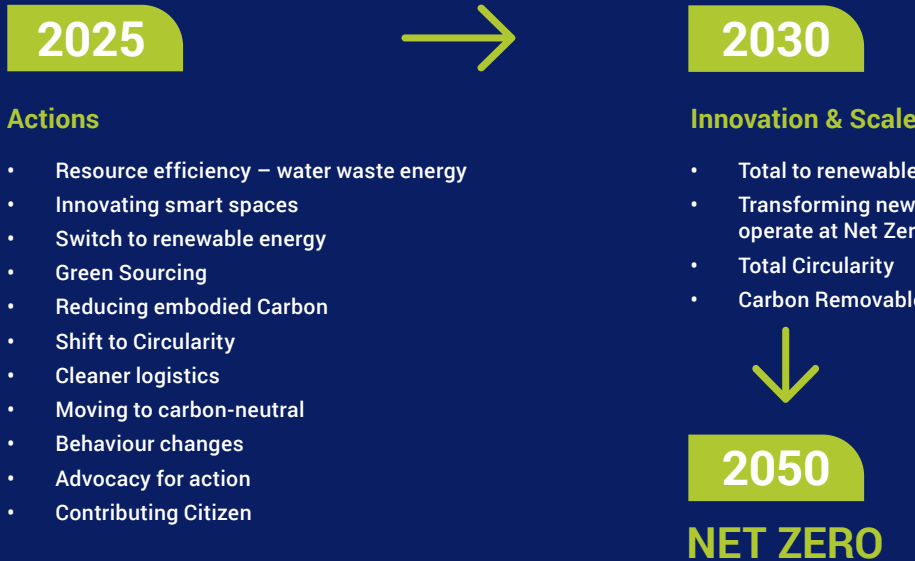 2025
Actions
• Resource efficiency – water waste energy
• Innovating smart spaces
• Switch to renewable energy
• Green Sourcing
• Reducing embodied Carbon
• Shift to Circularity
• Cleaner logistics
• Moving to carbon-neutral
• Behaviour changes
• Advocacy for action
• Contributing Citizen
2030
Innovation & Scale
• Total to renewable
• Transforming new
operate at Net Zer
• Total Circularity
• Carbon Removabl
2050
NET ZERO